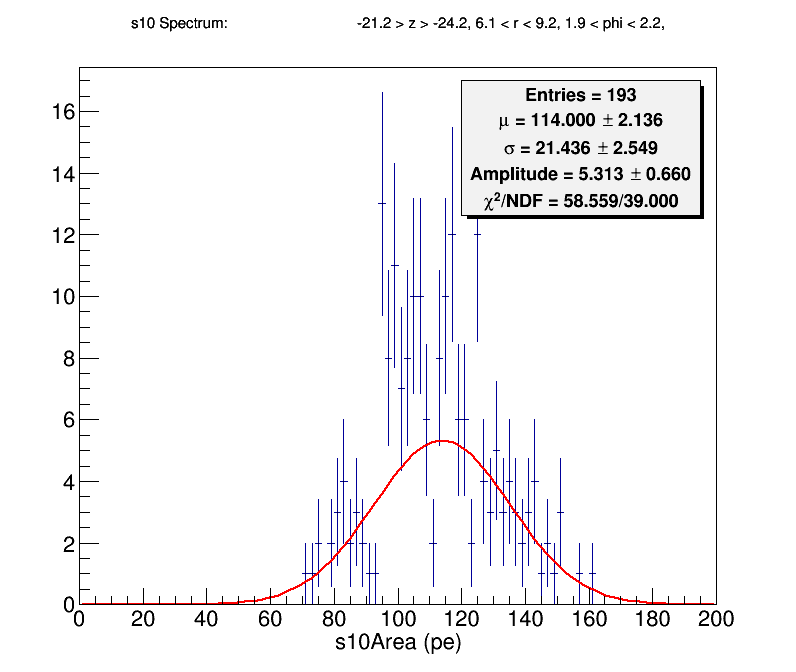 s10 Spectrum: -21.2 > z > -24.2, 6.1 < r < 9.2, 1.9 < phi < 2.2,
Entries = 193
μ = 114.000 ± 2.136
σ = 21.436 ± 2.549
Amplitude = 5.313 ± 0.660
χ²/NDF = 58.559/39.000
16
14
12
10
8
6
4
2
0
0 20 40 60 80 100 120 140 160 180 200
s10Area (pe)